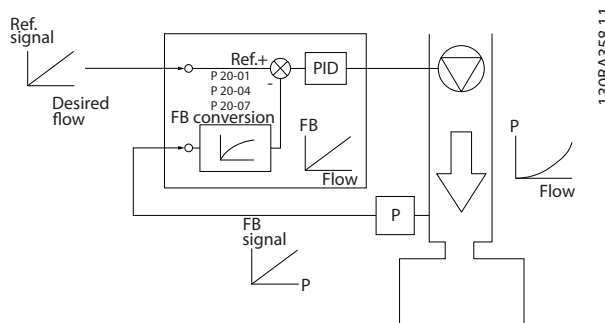 Ref.
signal
Desired
flow
Ref.+
PID
-
P 20-01
P 20-04
P 20-07
FB conversion
FB
Flow
P
Flow
P
FB
signal
P
130BA358.11